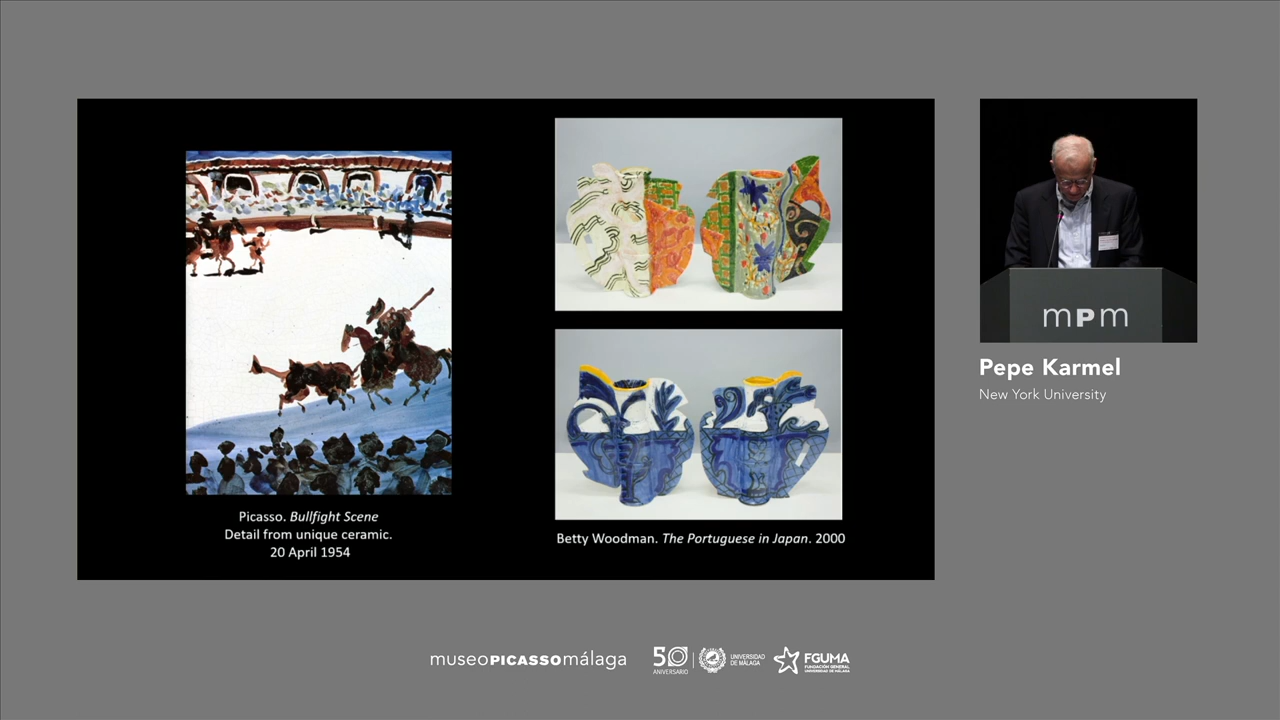 Picasso. Bullfight Scene
Detail from unique ceramic.
20 April 1954
Betty Woodman. The Portuguese in Japan. 2000
mPm
Pepe Karmel
New York University
museoPICASSOmálaga
50
ANIVERSARIO
UNIVERSIDAD
DE MÁLAGA
FGUMA
FUNDACIÓN GENERAL
UNIVERSIDAD DE MÁLAGA